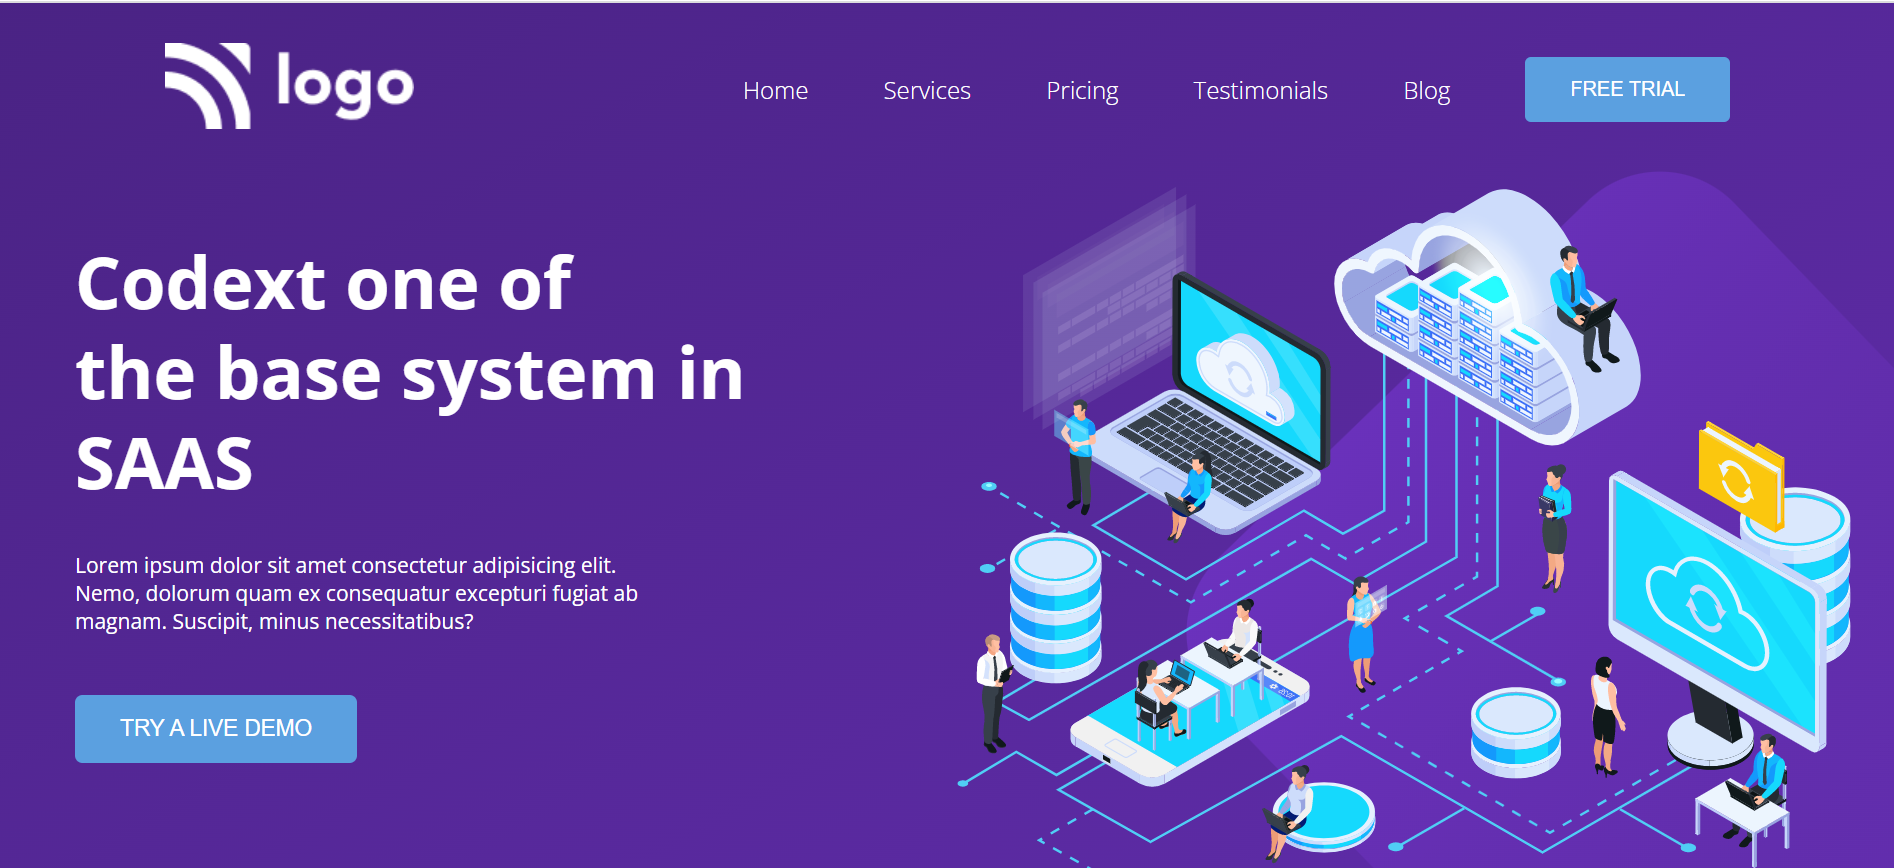 logo
Home
Services
Pricing
Testimonials
Blog
FREE TRIAL
Codext one of
the base system in
SAAS
Lorem ipsum dolor sit amet consectetur adipisicing elit.
Nemo, dolorum quam ex consequatur excepturi fugiat ab
magnam. Suscipit, minus necessitatibus?
TRY A LIVE DEMO